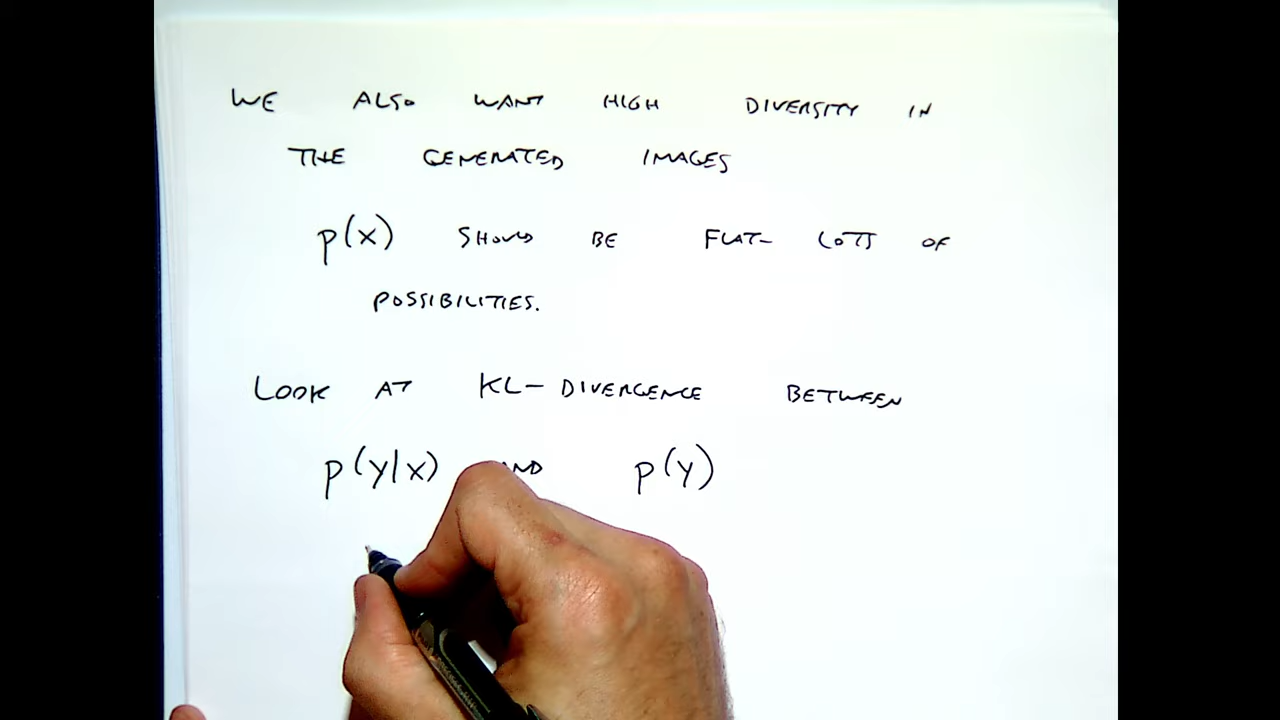 WE ALSO WANT HIGH DIVERSITY IN
THE GENERATED IMAGES
p(x) SHOULD BE FLAT- LOTS OF
POSSIBILITIES.
LOOK AT KL-DIVERGENCE BETWEEN
p(y|x) AND p(y)